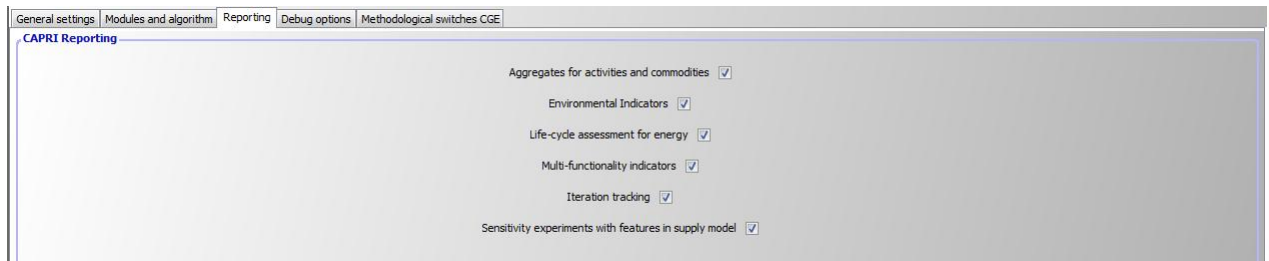 General settings Modules and algorithm Reporting Debug options Methodological switches CGE
CAPRI Reporting
Aggregates for activities and commodities
Environmental Indicators
Life-cycle assessment for energy
Multi-functionality indicators
Iteration tracking
Sensitivity experiments with features in supply model